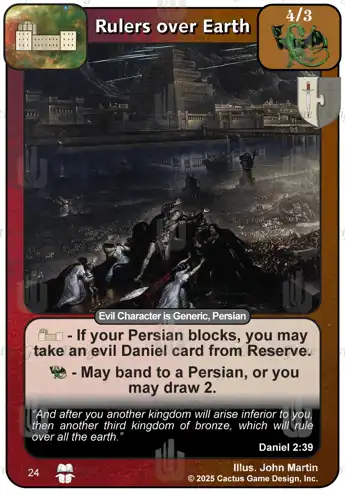 Rulers over Earth
4/3
Evil Character is Generic, Persian
- If your Persian blocks, you may
take an evil Daniel card from Reserve.
- May band to a Persian, or you
may draw 2.
"And after you another kingdom will arise inferior to you,
then another third kingdom of bronze, which will rule
over all the earth."
Daniel 2:39
24
Illus. John Martin
© 2025 Cactus Game Design, Inc.